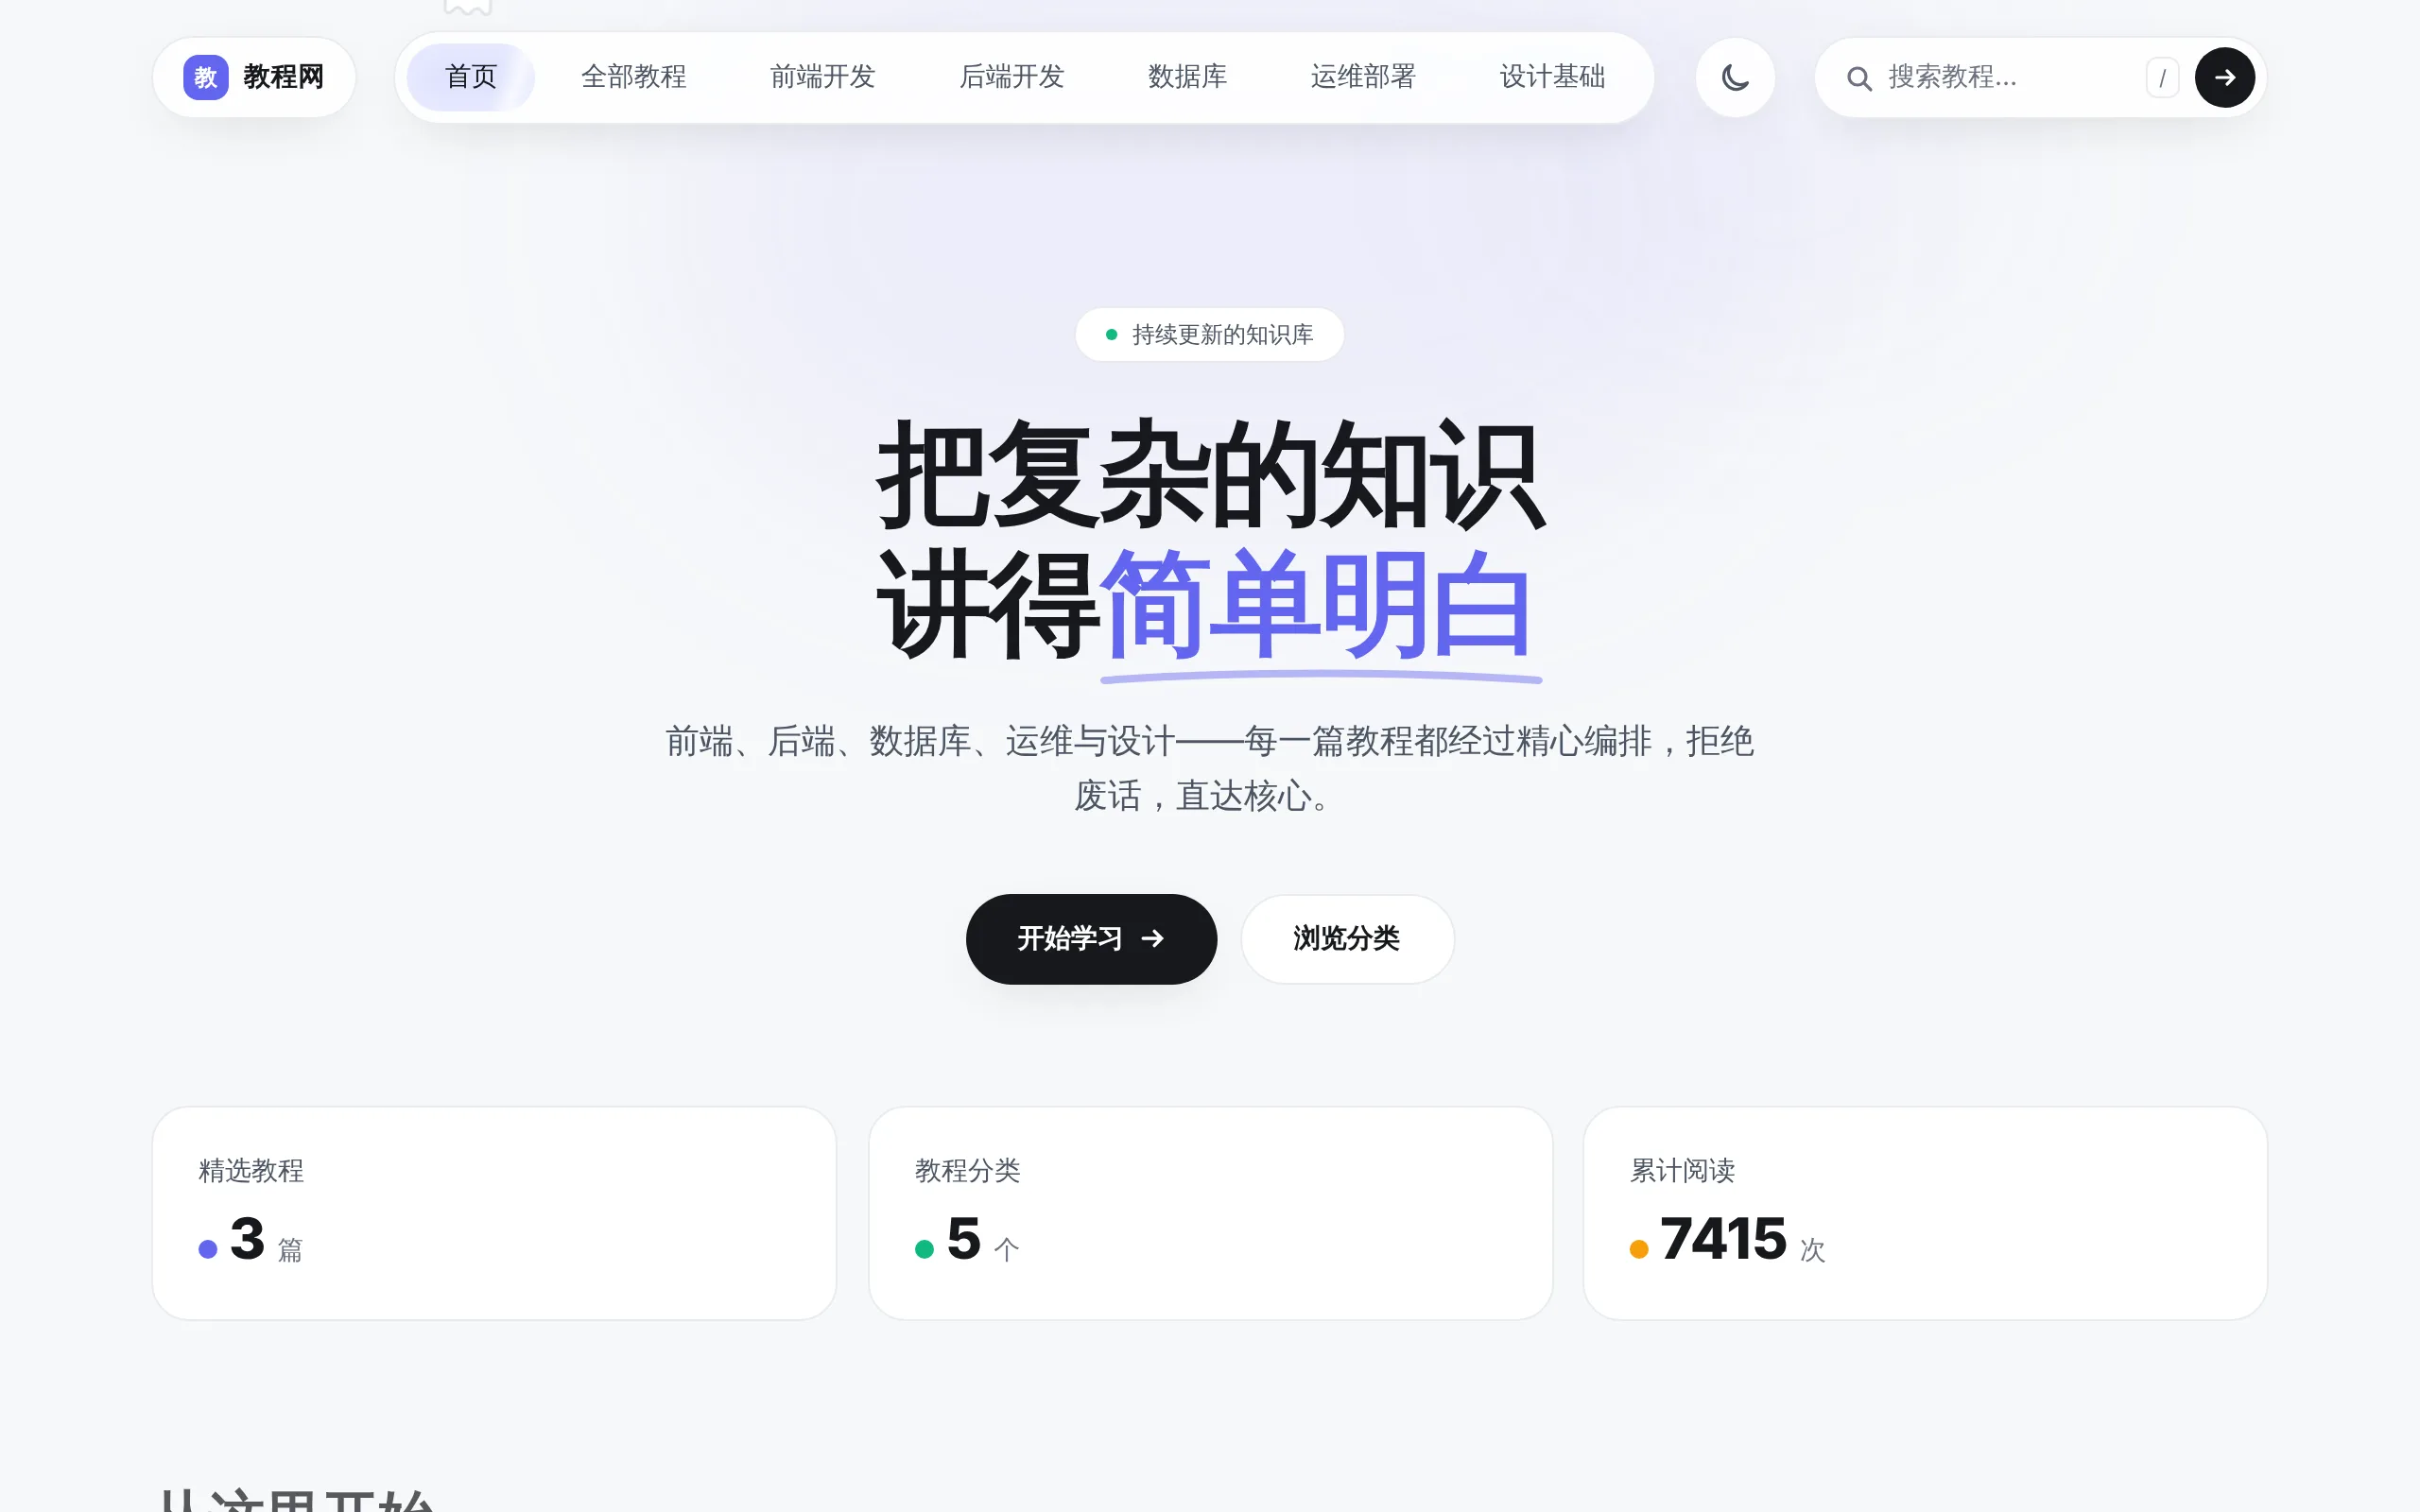 教 教程网
首页 全部教程 前端开发 后端开发 数据库 运维部署 设计基础
搜索教程... /
持续更新的知识库
把复杂的知识
讲得简单明白
前端、后端、数据库、运维与设计——每一篇教程都经过精心编排，拒绝
废话，直达核心。
开始学习 → 浏览分类
精选教程
3 篇
教程分类
5 个
累计阅读
7415 次
从这里开始